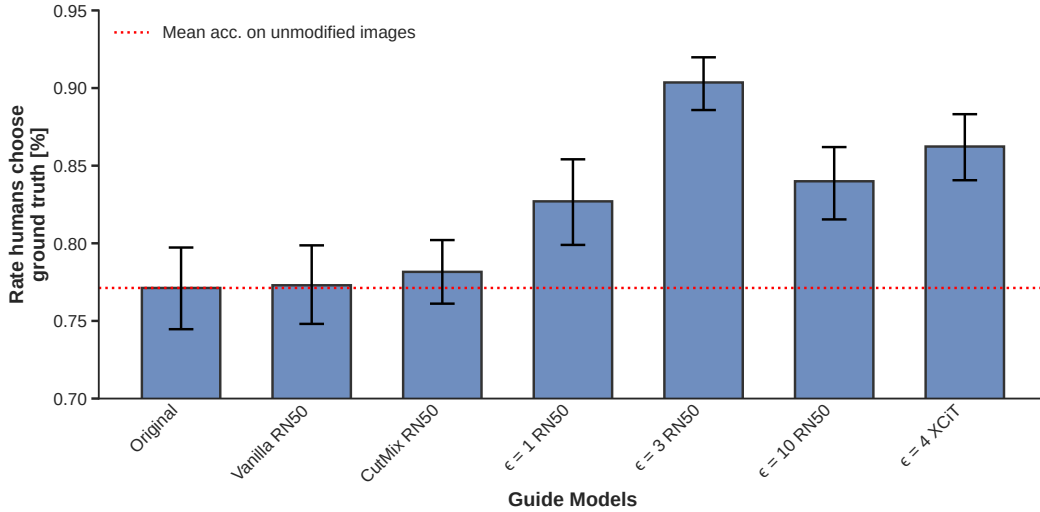 0.95
0.90
0.85
0.80
0.75
0.70
Rate humans choose
ground truth [%]
Mean acc. on unmodified images
Original
Vanilla RN50
CutMix RN50
ϵ = 1 RN50
ϵ = 3 RN50
ϵ = 10 RN50
ϵ = 4 XCiT
Guide Models